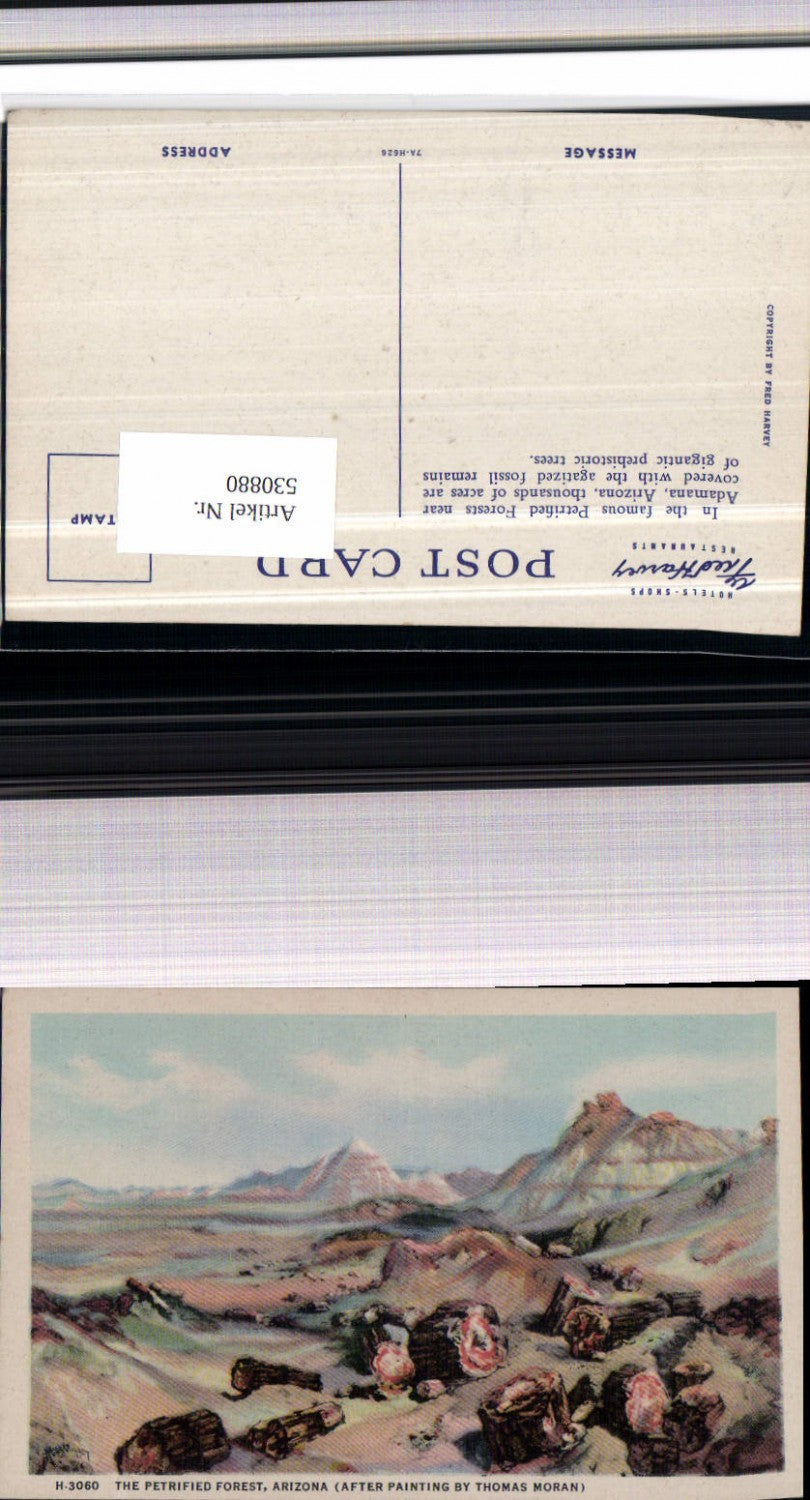 HOTELS - SHOPS
Fred Harvey
RESTAURANTS
POST CARD
In the famous Petrified Forests near
Adamana, Arizona, thousands of acres are
covered with the agatized fossil remains
of gigantic prehistoric trees.
Artikel Nr.
530880
TAMP
COPYRIGHT BY FRED HARVEY
MESSAGE
7A-H626
ADDRESS
H-3060 THE PETRIFIED FOREST, ARIZONA (AFTER PAINTING BY THOMAS MORAN)